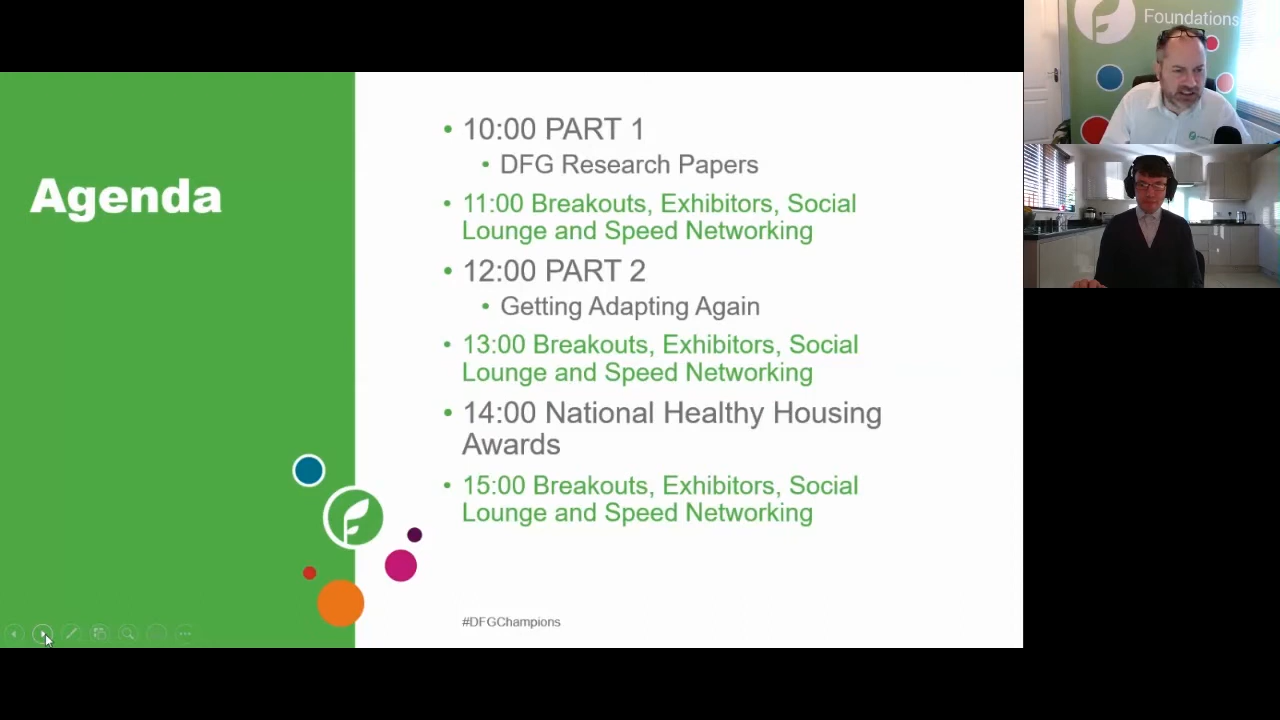 Foundations
Agenda
• 10:00 PART 1
• DFG Research Papers
• 11:00 Breakouts, Exhibitors, Social
Lounge and Speed Networking
• 12:00 PART 2
• Getting Adapting Again
• 13:00 Breakouts, Exhibitors, Social
Lounge and Speed Networking
• 14:00 National Healthy Housing
Awards
• 15:00 Breakouts, Exhibitors, Social
Lounge and Speed Networking
#DFGChampions